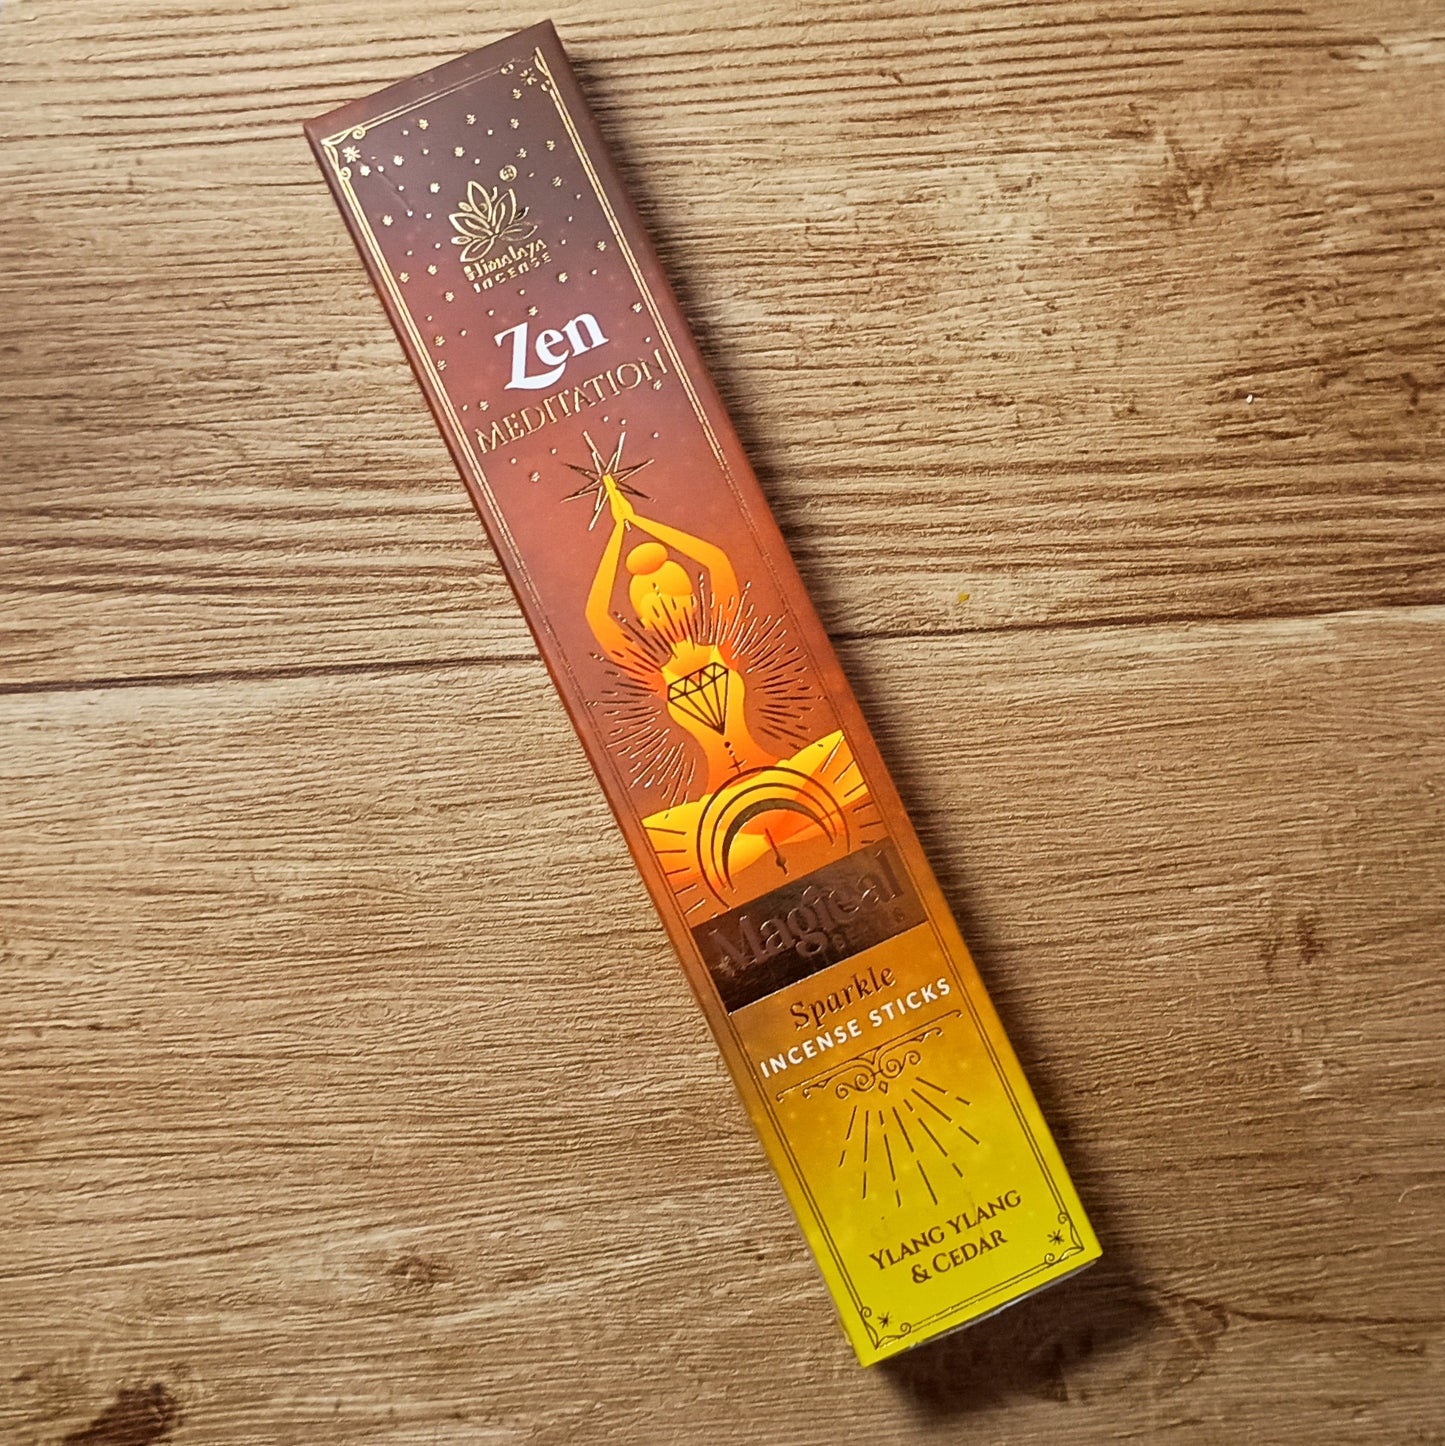 Himalaya
INCENSE
Zen
MEDITATION
Magical
Sparkle
INCENSE STICKS
YLANG YLANG
& CEDAR